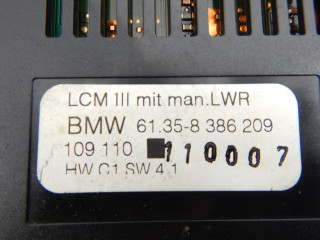 LCM III mit man.LWR
BMW 61.35-8 386 209
109 110 110007
HW C1 SW 4.1